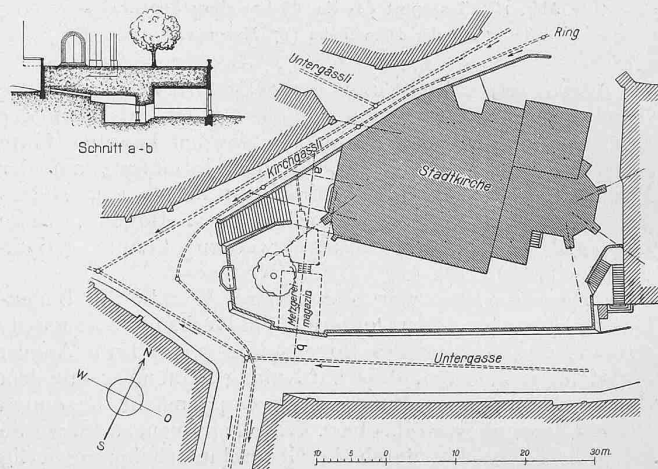 Schnitt a-b
Ring
Untergässli
Kirchgässli
Stadtkirche
a
Metzgerei-
magazin
b
Untergasse
N
W
O
S
10 5 0 10 20 30 m.